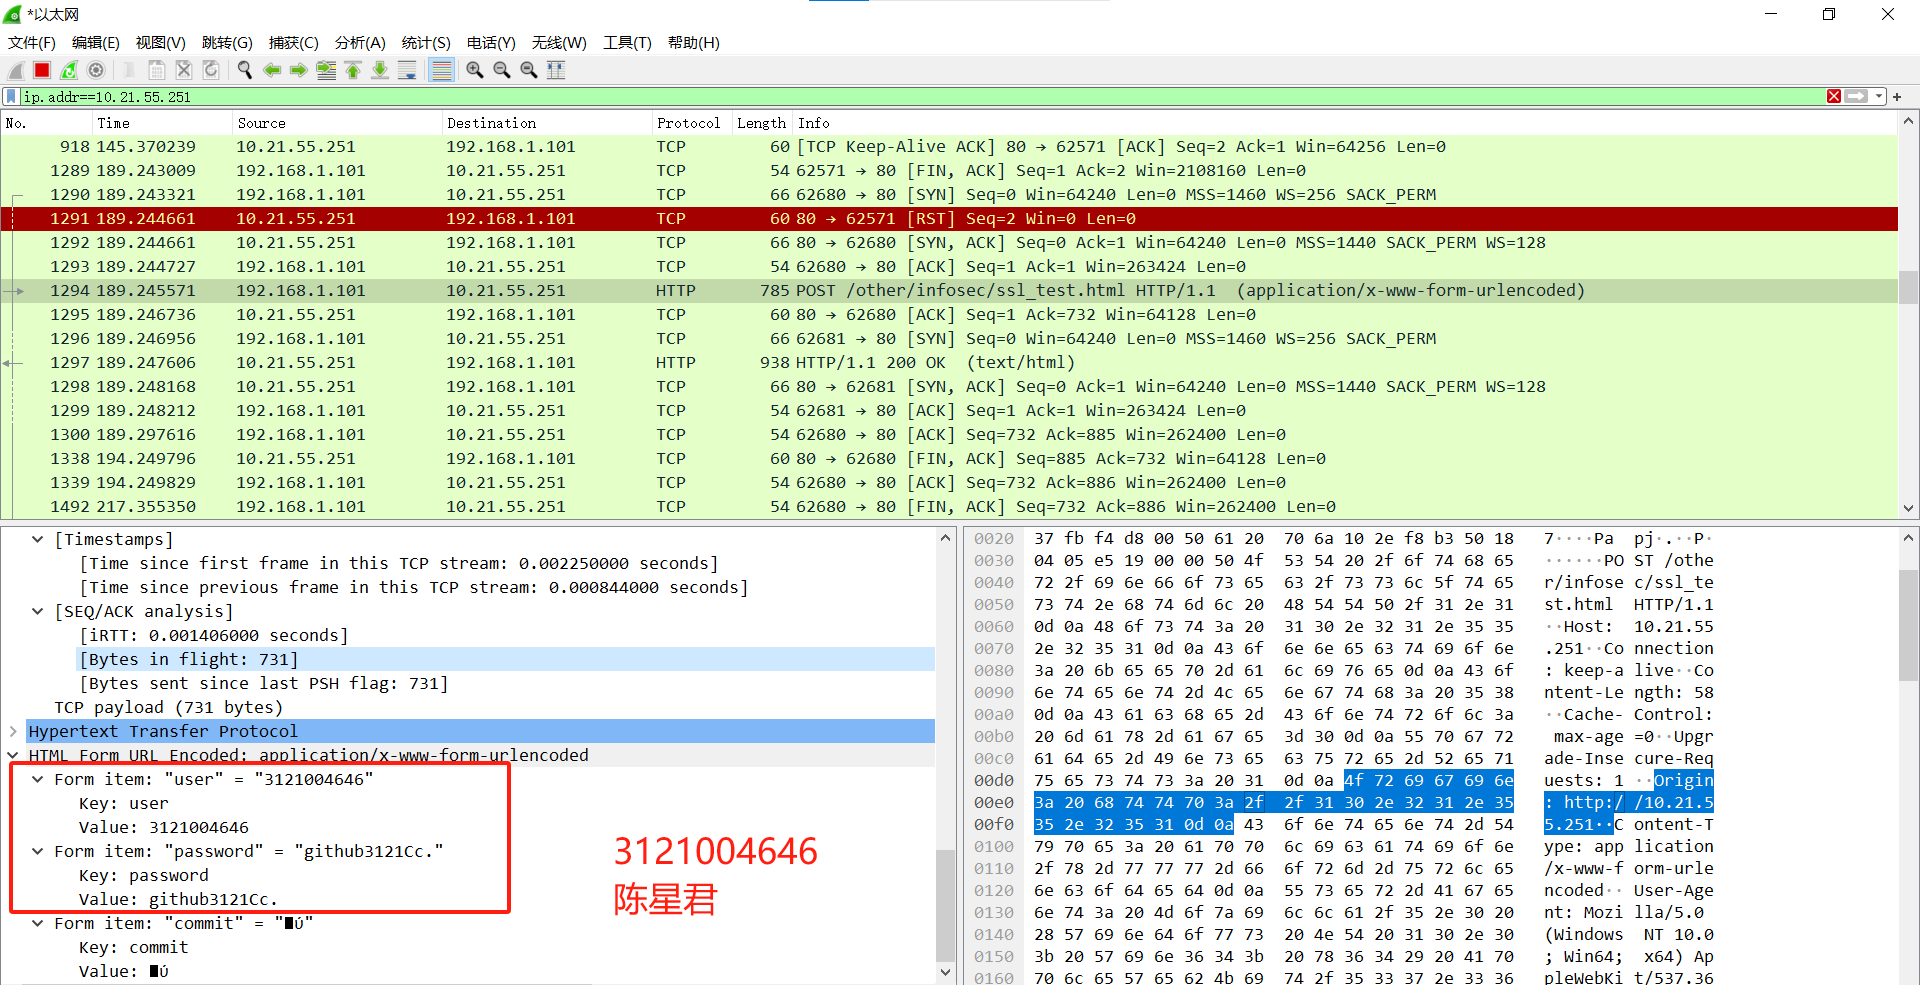 *以太网
文件(F) 编辑(E) 视图(V) 跳转(G) 捕获(C) 分析(A) 统计(S) 电话(Y) 无线(W) 工具(T) 帮助(H)
ip.addr==10.21.55.251
No. Time Source Destination Protocol Length Info
918 145.370239 10.21.55.251 192.168.1.101 TCP 60 [TCP Keep-Alive ACK] 80 → 62571 [ACK] Seq=2 Ack=1 Win=64256 Len=0
1289 189.243009 192.168.1.101 10.21.55.251 TCP 54 62571 → 80 [FIN, ACK] Seq=1 Ack=2 Win=2108160 Len=0
1290 189.243321 192.168.1.101 10.21.55.251 TCP 66 62680 → 80 [SYN] Seq=0 Win=64240 Len=0 MSS=1460 WS=256 SACK_PERM
1291 189.244661 10.21.55.251 192.168.1.101 TCP 60 80 → 62571 [RST] Seq=2 Win=0 Len=0
1292 189.244661 10.21.55.251 192.168.1.101 TCP 66 80 → 62680 [SYN, ACK] Seq=0 Ack=1 Win=64240 Len=0 MSS=1440 SACK_PERM WS=128
1293 189.244727 192.168.1.101 10.21.55.251 TCP 54 62680 → 80 [ACK] Seq=1 Ack=1 Win=263424 Len=0
1294 189.245571 192.168.1.101 10.21.55.251 HTTP 785 POST /other/infosec/ssl_test.html HTTP/1.1  (application/x-www-form-urlencoded)
1295 189.246736 10.21.55.251 192.168.1.101 TCP 60 80 → 62680 [ACK] Seq=1 Ack=732 Win=64128 Len=0
1296 189.246956 192.168.1.101 10.21.55.251 TCP 66 62681 → 80 [SYN] Seq=0 Win=64240 Len=0 MSS=1460 WS=256 SACK_PERM
1297 189.247606 10.21.55.251 192.168.1.101 HTTP 938 HTTP/1.1 200 OK  (text/html)
1298 189.248168 10.21.55.251 192.168.1.101 TCP 66 80 → 62681 [SYN, ACK] Seq=0 Ack=1 Win=64240 Len=0 MSS=1440 SACK_PERM WS=128
1299 189.248212 192.168.1.101 10.21.55.251 TCP 54 62681 → 80 [ACK] Seq=1 Ack=1 Win=263424 Len=0
1300 189.297616 192.168.1.101 10.21.55.251 TCP 54 62680 → 80 [ACK] Seq=732 Ack=885 Win=262400 Len=0
1338 194.249796 10.21.55.251 192.168.1.101 TCP 60 80 → 62680 [FIN, ACK] Seq=885 Ack=732 Win=64128 Len=0
1339 194.249829 192.168.1.101 10.21.55.251 TCP 54 62680 → 80 [ACK] Seq=732 Ack=886 Win=262400 Len=0
1492 217.355350 192.168.1.101 10.21.55.251 TCP 54 62680 → 80 [FIN, ACK] Seq=732 Ack=886 Win=262400 Len=0
[Timestamps]
[Time since first frame in this TCP stream: 0.002250000 seconds]
[Time since previous frame in this TCP stream: 0.000844000 seconds]
[SEQ/ACK analysis]
[iRTT: 0.001406000 seconds]
[Bytes in flight: 731]
[Bytes sent since last PSH flag: 731]
TCP payload (731 bytes)
Hypertext Transfer Protocol
HTML Form URL Encoded: application/x-www-form-urlencoded
Form item: "user" = "3121004646"
Key: user
Value: 3121004646
Form item: "password" = "github3121Cc."
Key: password
Value: github3121Cc.
Form item: "commit" = "■ú"
Key: commit
Value: ■ú
3121004646
陈星君
0020 37 fb f4 d8 00 50 61 20 70 6a 10 2e f8 b3 50 18 7····Pa pj·.··P·
0030 04 05 e5 19 00 00 50 4f 53 54 20 2f 6f 74 68 65 ······PO ST /othe
0040 72 2f 69 6e 66 6f 73 65 63 2f 73 73 6c 5f 74 65 r/infose c/ssl_te
0050 73 74 2e 68 74 6d 6c 20 48 54 54 50 2f 31 2e 31 st.html HTTP/1.1
0060 0d 0a 48 6f 73 74 3a 20 31 30 2e 32 31 2e 35 35 ··Host: 10.21.55
0070 2e 32 35 31 0d 0a 43 6f 6e 6e 65 63 74 69 6f 6e .251··Co nnection
0080 3a 20 6b 65 65 70 2d 61 6c 69 76 65 0d 0a 43 6f : keep-a live··Co
0090 6e 74 65 6e 74 2d 4c 65 6e 67 74 68 3a 20 35 38 ntent-Le ngth: 58
00a0 0d 0a 43 61 63 68 65 2d 43 6f 6e 74 72 6f 6c 3a ··Cache- Control:
00b0 20 6d 61 78 2d 61 67 65 3d 30 0d 0a 55 70 67 72 max-age =0··Upgr
00c0 61 64 65 2d 49 6e 73 65 63 75 72 65 2d 52 65 71 ade-Inse cure-Req
00d0 75 65 73 74 73 3a 20 31 0d 0a 4f 72 69 67 69 6e uests: 1 ··Origin
00e0 3a 20 68 74 74 70 3a 2f 2f 31 30 2e 32 31 2e 35 : http:/ /10.21.5
00f0 35 2e 32 35 31 0d 0a 43 6f 6e 74 65 6e 74 2d 54 5.251··C ontent-T
0100 79 70 65 3a 20 61 70 70 6c 69 63 61 74 69 6f 6e ype: app lication
0110 2f 78 2d 77 77 77 2d 66 6f 72 6d 2d 75 72 6c 65 /x-www-f orm-urle
0120 6e 63 6f 64 65 64 0d 0a 55 73 65 72 2d 41 67 65 ncoded·· User-Age
0130 6e 74 3a 20 4d 6f 7a 69 6c 6c 61 2f 35 2e 30 20 nt: Mozi lla/5.0
0140 28 57 69 6e 64 6f 77 73 20 4e 54 20 31 30 2e 30 (Windows NT 10.0
0150 3b 20 57 69 6e 36 34 3b 20 78 36 34 29 20 41 70 ; Win64; x64) Ap
0160 70 6c 65 57 65 62 4b 69 74 2f 35 33 37 2e 33 36 pleWebKi t/537.36